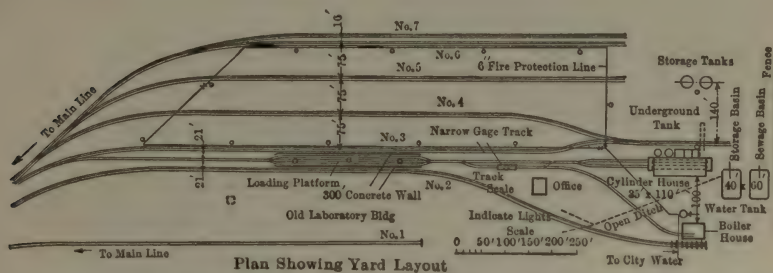 No. 7
10'
No. 6
75'
6" Fire Protection Line
No. 5
75'
No. 4
75'
To Main Line
Storage Tanks
Underground Tank
140'
Storage Basin
Sewage Basin
Fence
21'
21'
No. 3
Narrow Gage Track
Loading Platform
300' Concrete Wall
No. 2
Track Scale
Office
Cylinder House
25' x 110'
100'
40 x 60
Water Tank
Old Laboratory Bldg
Indicate Lights
Open Ditch
Boiler House
Scale
0 50' 100' 150' 200' 250'
No. 1
To Main Line
To City Water
Plan Showing Yard Layout